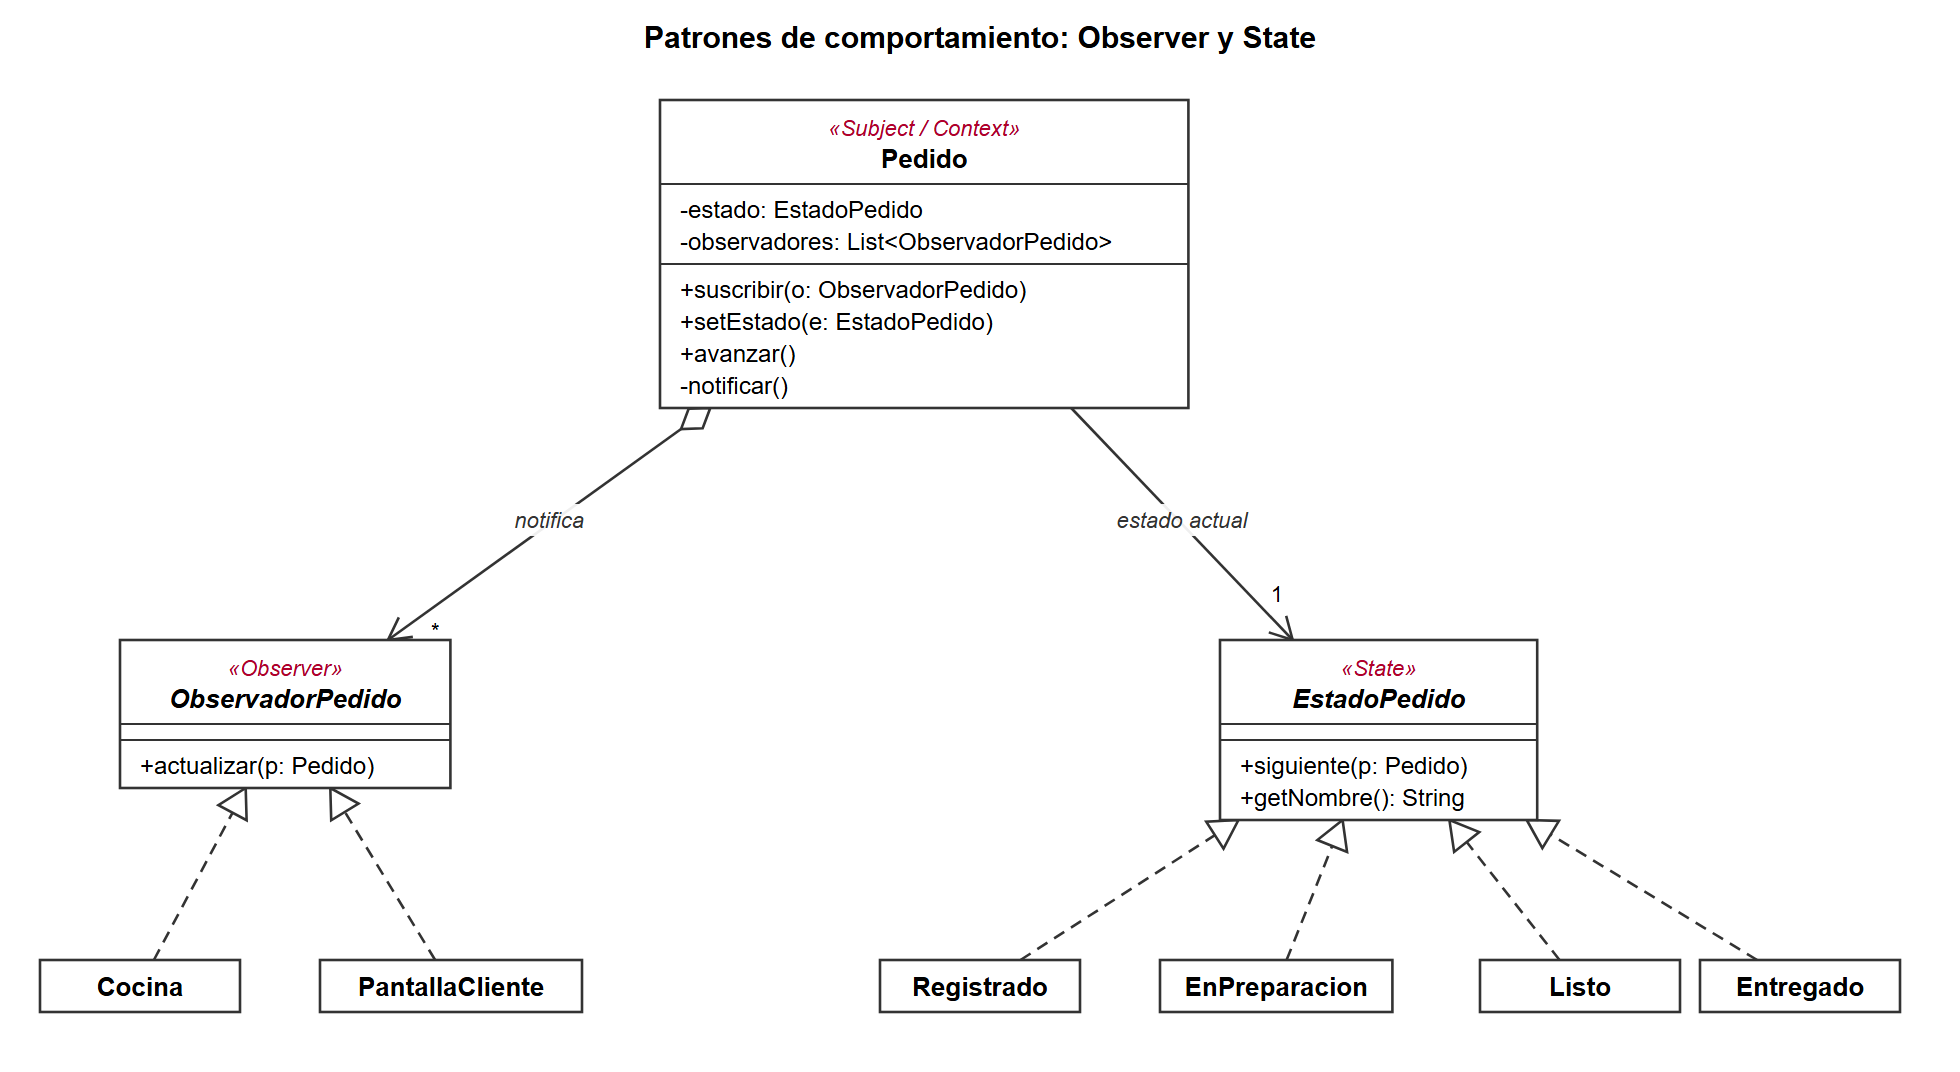 Patrones de comportamiento: Observer y State
«Subject / Context»
Pedido
-estado: EstadoPedido
-observadores: List<ObservadorPedido>
+suscribir(o: ObservadorPedido)
+setEstado(e: EstadoPedido)
+avanzar()
-notificar()
notifica
estado actual
1
*
«Observer»
ObservadorPedido
+actualizar(p: Pedido)
«State»
EstadoPedido
+siguiente(p: Pedido)
+getNombre(): String
Cocina
PantallaCliente
Registrado
EnPreparacion
Listo
Entregado